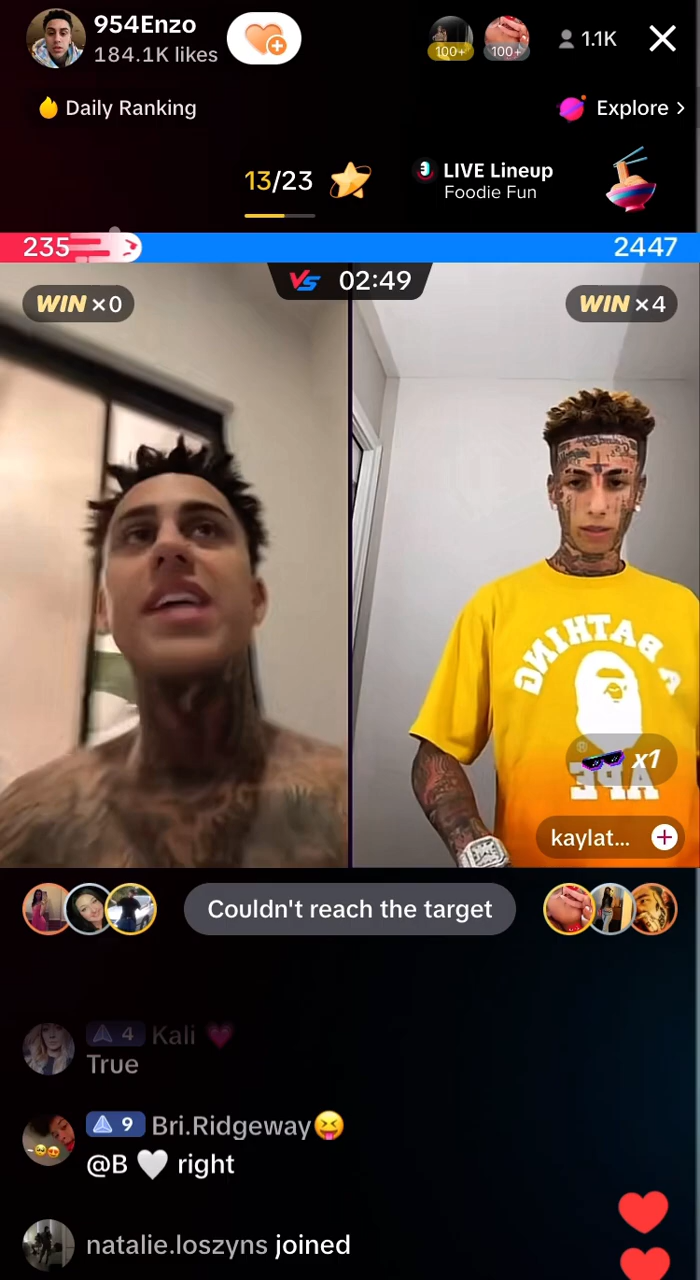 954Enzo
184.1K likes
100+
100+
1.1K
Daily Ranking
Explore >
13/23
LIVE Lineup
Foodie Fun
235
2447
VS 02:49
WIN ×0
WIN ×4
A BATHING
APE
®
x1
kaylat...
Couldn't reach the target
4 Kali
True
9 Bri.Ridgeway😝
@B 🤍 right
natalie.loszyns joined